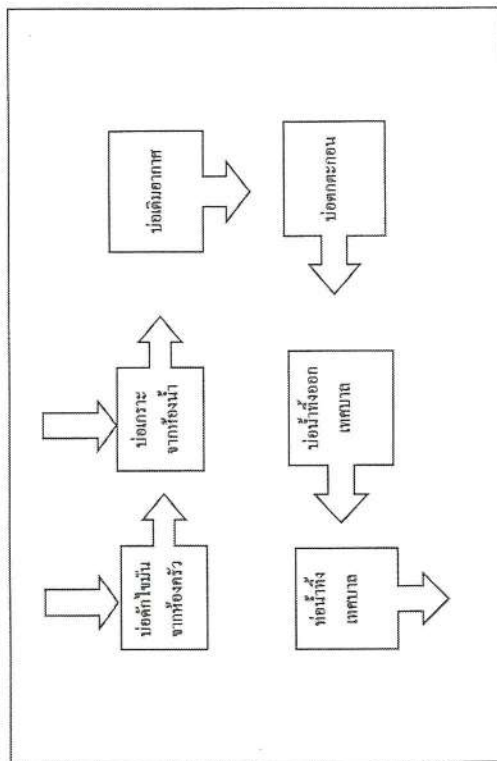 บ่อดักไขมัน
จากห้องครัว
บ่อเกราะ
จากห้องน้ำ
บ่อเติมอากาศ
บ่อตกตะกอน
บ่อน้ำทิ้งออก
เทศบาล
ท่อน้ำทิ้ง
เทศบาล